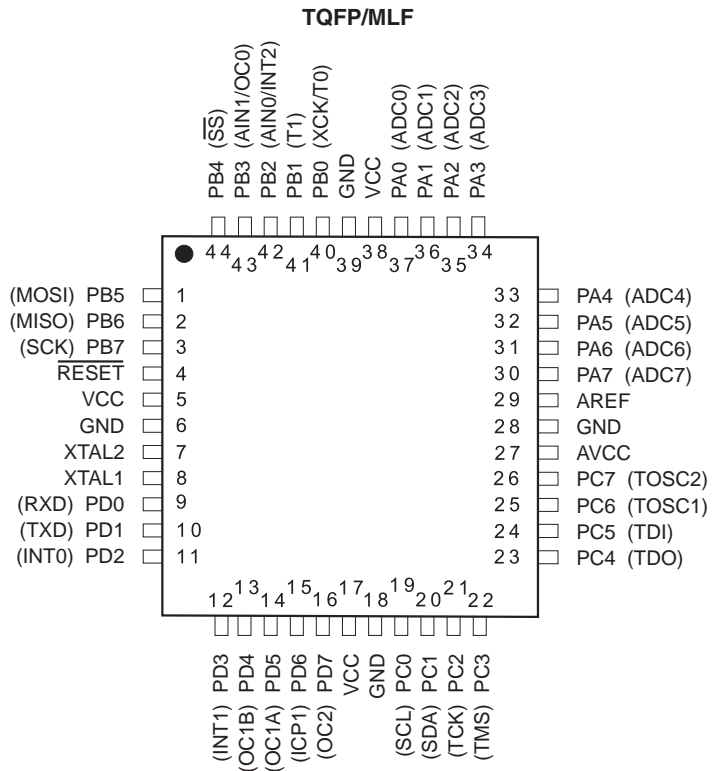 TQFP/MLF
PB4 (SS)
PB3 (AIN1/OC0)
PB2 (AIN0/INT2)
PB1 (T1)
PB0 (XCK/T0)
GND
VCC
PA0 (ADC0)
PA1 (ADC1)
PA2 (ADC2)
PA3 (ADC3)
44
43
42
41
40
39
38
37
36
35
34
(MOSI) PB5 1
(MISO) PB6 2
(SCK) PB7 3
RESET 4
VCC 5
GND 6
XTAL2 7
XTAL1 8
(RXD) PD0 9
(TXD) PD1 10
(INT0) PD2 11
33 PA4 (ADC4)
32 PA5 (ADC5)
31 PA6 (ADC6)
30 PA7 (ADC7)
29 AREF
28 GND
27 AVCC
26 PC7 (TOSC2)
25 PC6 (TOSC1)
24 PC5 (TDI)
23 PC4 (TDO)
12
13
14
15
16
17
18
19
20
21
22
(INT1) PD3
(OC1B) PD4
(OC1A) PD5
(ICP1) PD6
(OC2) PD7
VCC
GND
(SCL) PC0
(SDA) PC1
(TCK) PC2
(TMS) PC3